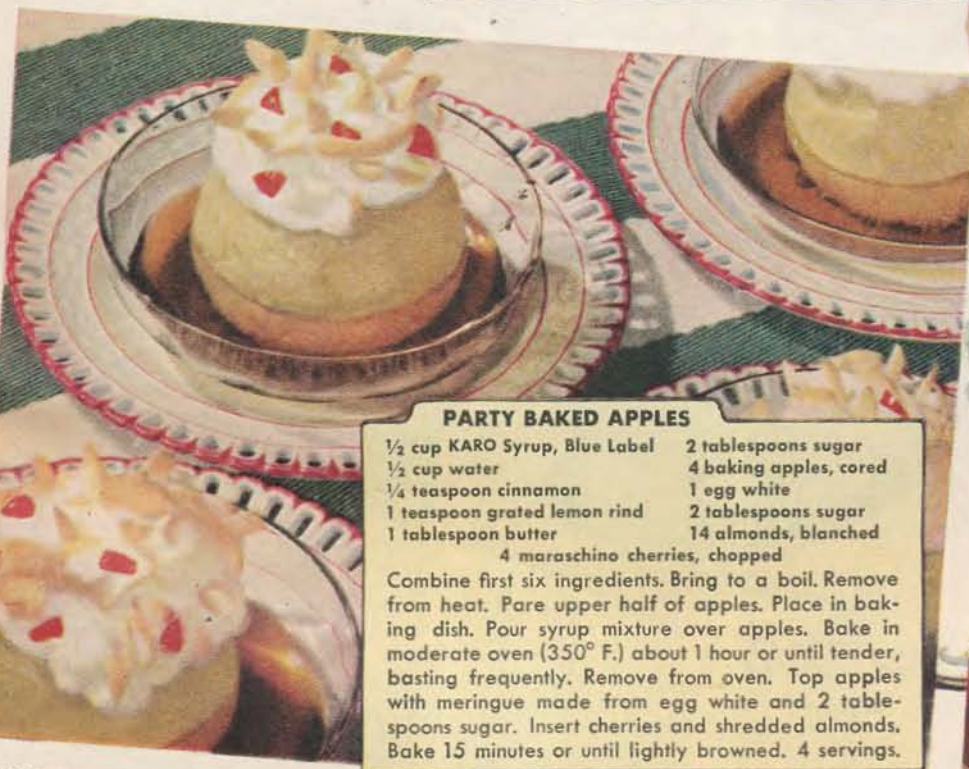 PARTY BAKED APPLES
½ cup KARO Syrup, Blue Label
½ cup water
¼ teaspoon cinnamon
1 teaspoon grated lemon rind
1 tablespoon butter
2 tablespoons sugar
4 baking apples, cored
1 egg white
2 tablespoons sugar
14 almonds, blanched
4 maraschino cherries, chopped
Combine first six ingredients. Bring to a boil. Remove
from heat. Pare upper half of apples. Place in bak-
ing dish. Pour syrup mixture over apples. Bake in
moderate oven (350° F.) about 1 hour or until tender,
basting frequently. Remove from oven. Top apples
with meringue made from egg white and 2 table-
spoons sugar. Insert cherries and shredded almonds.
Bake 15 minutes or until lightly browned. 4 servings.